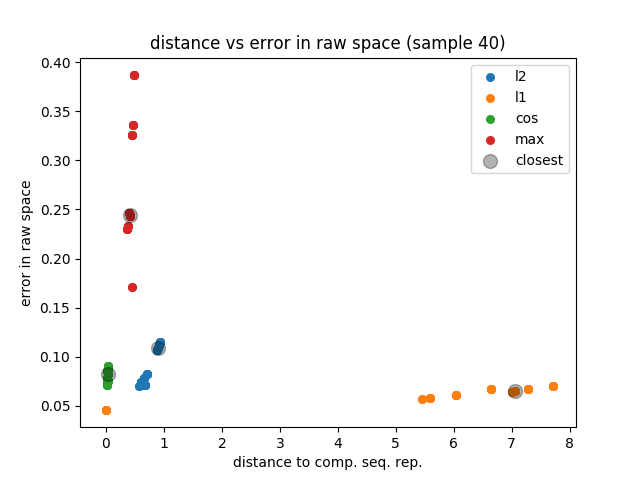 distance vs error in raw space (sample 40)
l2
l1
cos
max
closest
0.40
0.35
0.30
0.25
0.20
0.15
0.10
0.05
error in raw space
0 1 2 3 4 5 6 7 8
distance to comp. seq. rep.